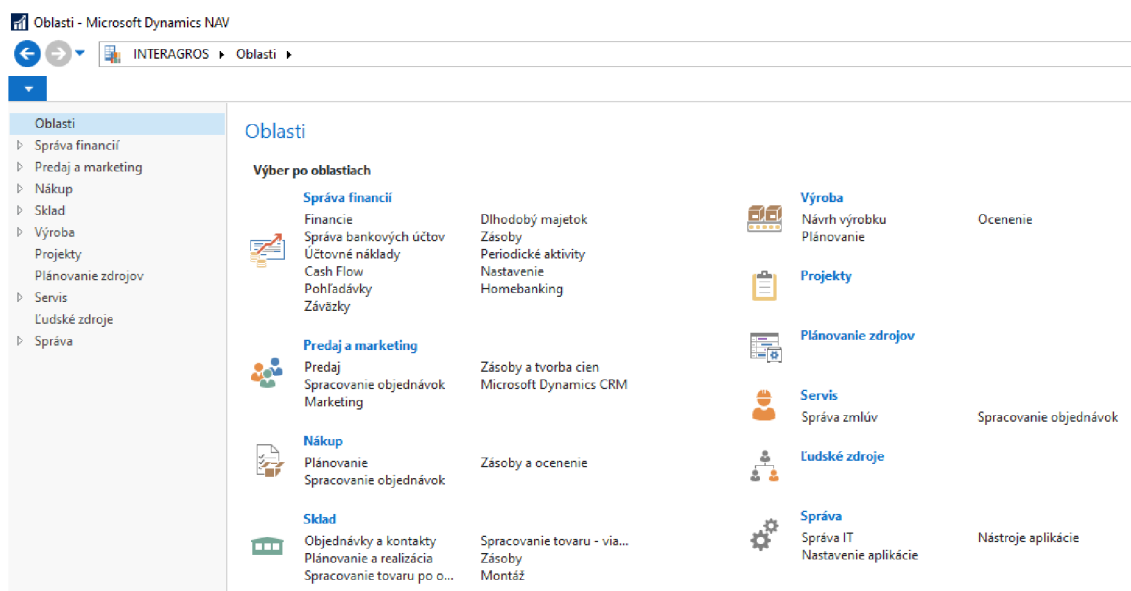 Oblasti - Microsoft Dynamics NAV
INTERAGROS Oblasti
Oblasti
Správa financií
Predaj a marketing
Nákup
Sklad
Výroba
Projekty
Plánovanie zdrojov
Servis
Ľudské zdroje
Správa
Oblasti
Výber po oblastiach
Správa financií
Financie
Správa bankových účtov
Účtovné náklady
Cash Flow
Pohľadávky
Záväzky
Dlhodobý majetok
Zásoby
Periodické aktivity
Nastavenie
Homebanking
Predaj a marketing
Predaj
Spracovanie objednávok
Marketing
Zásoby a tvorba cien
Microsoft Dynamics CRM
Nákup
Plánovanie
Spracovanie objednávok
Zásoby a ocenenie
Sklad
Objednávky a kontakty
Plánovanie a realizácia
Spracovanie tovaru po o...
Spracovanie tovaru - via...
Zásoby
Montáž
Výroba
Návrh výrobku
Plánovanie
Ocenenie
Projekty
Plánovanie zdrojov
Servis
Správa zmlúv
Spracovanie objednávok
Ľudské zdroje
Správa
Správa IT
Nastavenie aplikácie
Nástroje aplikácie